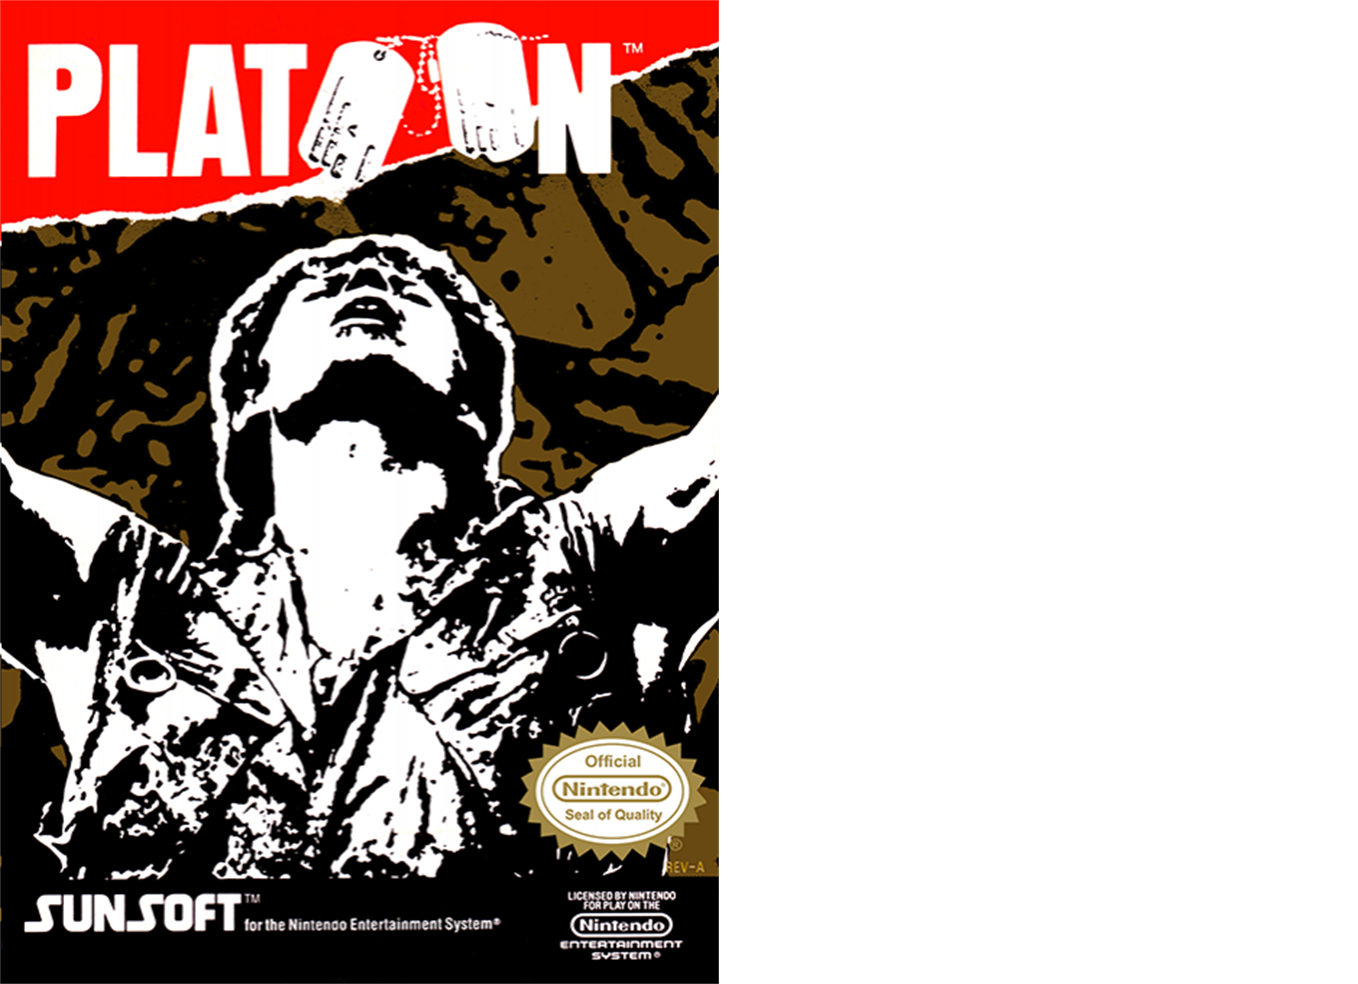 PLATOON™
Official
Nintendo®
Seal of Quality
®
REV-A
SUNSOFT™
for the Nintendo Entertainment System®
LICENSED BY NINTENDO
FOR PLAY ON THE
Nintendo
ENTERTAINMENT
SYSTEM®